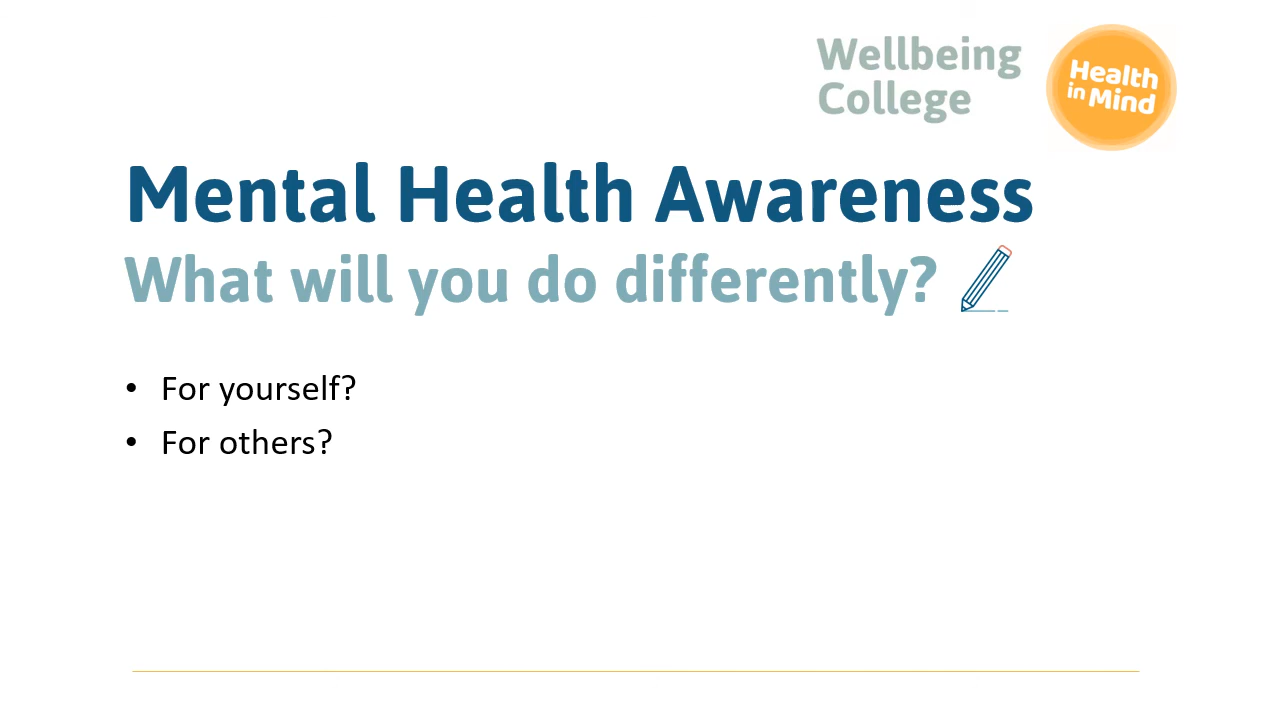 Wellbeing
College
Health
in Mind
Mental Health Awareness
What will you do differently?
• For yourself?
• For others?